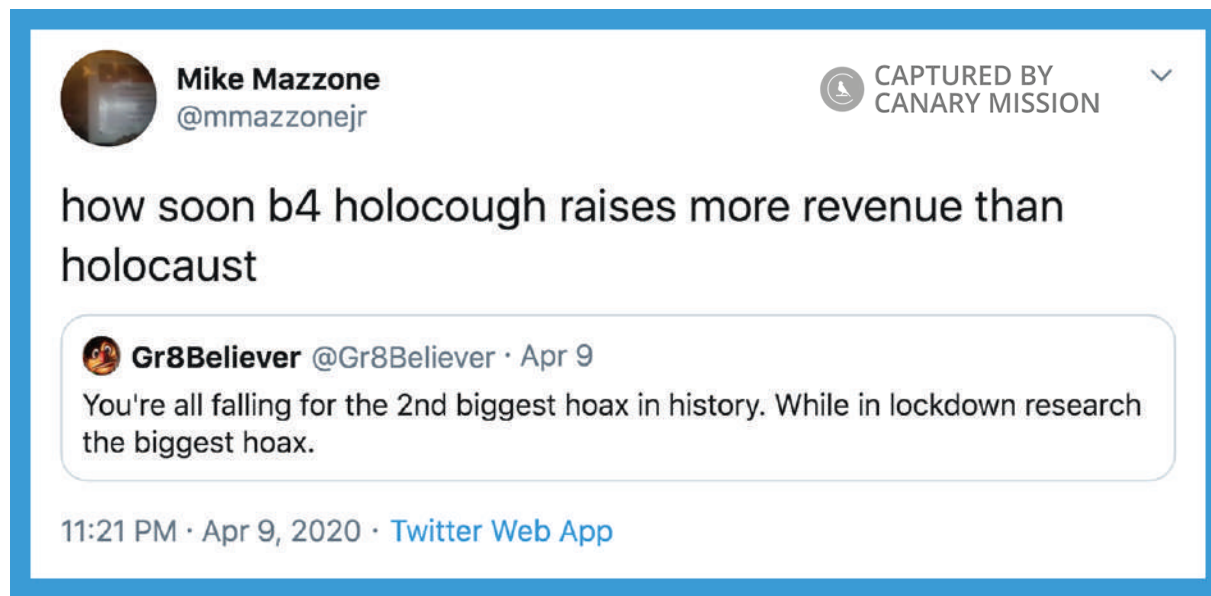 Mike Mazzone
@mmazzonejr
CAPTURED BY
CANARY MISSION
how soon b4 holocough raises more revenue than
holocaust
Gr8Believer @Gr8Believer · Apr 9
You're all falling for the 2nd biggest hoax in history. While in lockdown research
the biggest hoax.
11:21 PM · Apr 9, 2020 · Twitter Web App